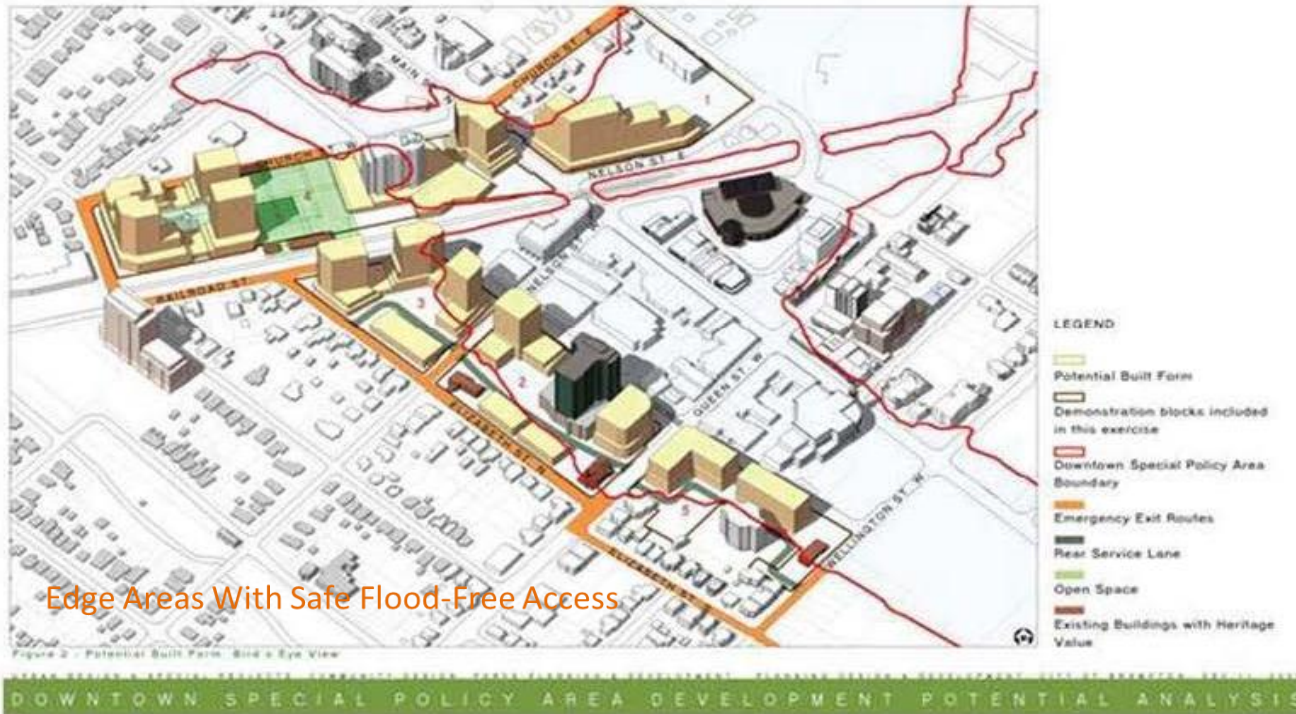 MAIN
CHURCH ST. E
1
CHURCH
NELSON ST. E
RAILROAD ST.
NELSON
3
2
QUEEN ST. W
ELIZABETH ST. N
5
WELLINGTON ST. W
ELIZABETH ST.
Edge Areas With Safe Flood-Free Access
LEGEND
Potential Built Form
Demonstration blocks included
in this exercise
Downtown Special Policy Area
Boundary
Emergency Exit Routes
Rear Service Lane
Open Space
Existing Buildings with Heritage
Value
Figure 2 - Potential Built Form: Bird's Eye View
DOWNTOWN SPECIAL POLICY AREA DEVELOPMENT POTENTIAL ANALYSIS